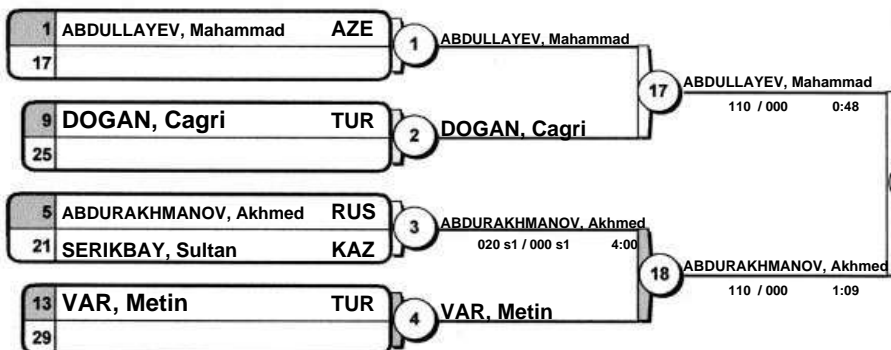 1 ABDULLAYEV, Mahammad AZE
17
1 ABDULLAYEV, Mahammad
9 DOGAN, Cagri TUR
25
2 DOGAN, Cagri
17 ABDULLAYEV, Mahammad
110 / 000 0:48
5 ABDURAKHMANOV, Akhmed RUS
21 SERIKBAY, Sultan KAZ
3 ABDURAKHMANOV, Akhmed
020 s1 / 000 s1 4:00
13 VAR, Metin TUR
29
4 VAR, Metin
18 ABDURAKHMANOV, Akhmed
110 / 000 1:09